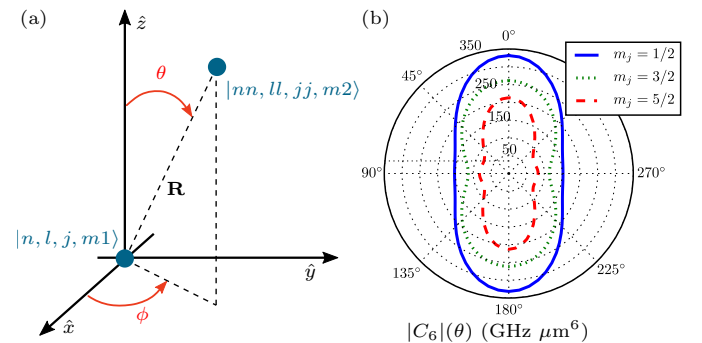 (a)
ẑ
θ
|nn, ll, jj, m2⟩
R
|n, l, j, m1⟩
ŷ
ϕ
x̂
(b)
0°
350
m_j = 1/2
m_j = 3/2
m_j = 5/2
45°
250
150
50
90°
270°
135°
225°
180°
|C_6|(θ) (GHz μm^6)